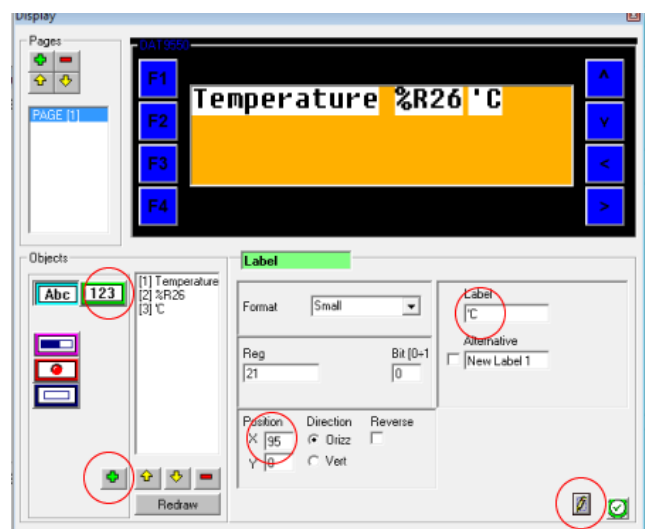 Display
Pages
DAT9550
F1
^
Temperature %R26 'C
PAGE [1]
F2
v
F3
<
F4
>
Objects
Label
Abc 123
[1] Temperature
[2] %R26
[3] 'C
Format Small
Label
'C
Alternative
New Label 1
Reg Bit [0÷1
21 0
Position Direction Reverse
X 95 Orizz
Y 0 Vert
Redraw